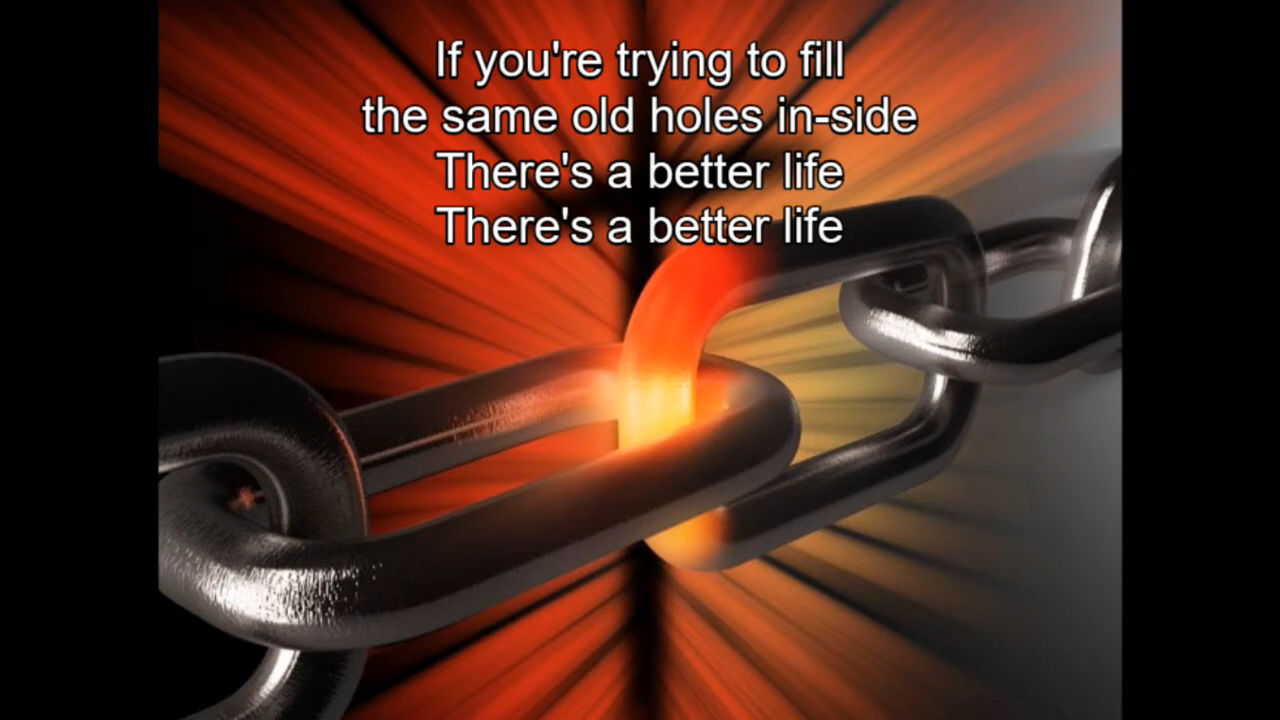 If you're trying to fill
the same old holes in-side
There's a better life
There's a better life